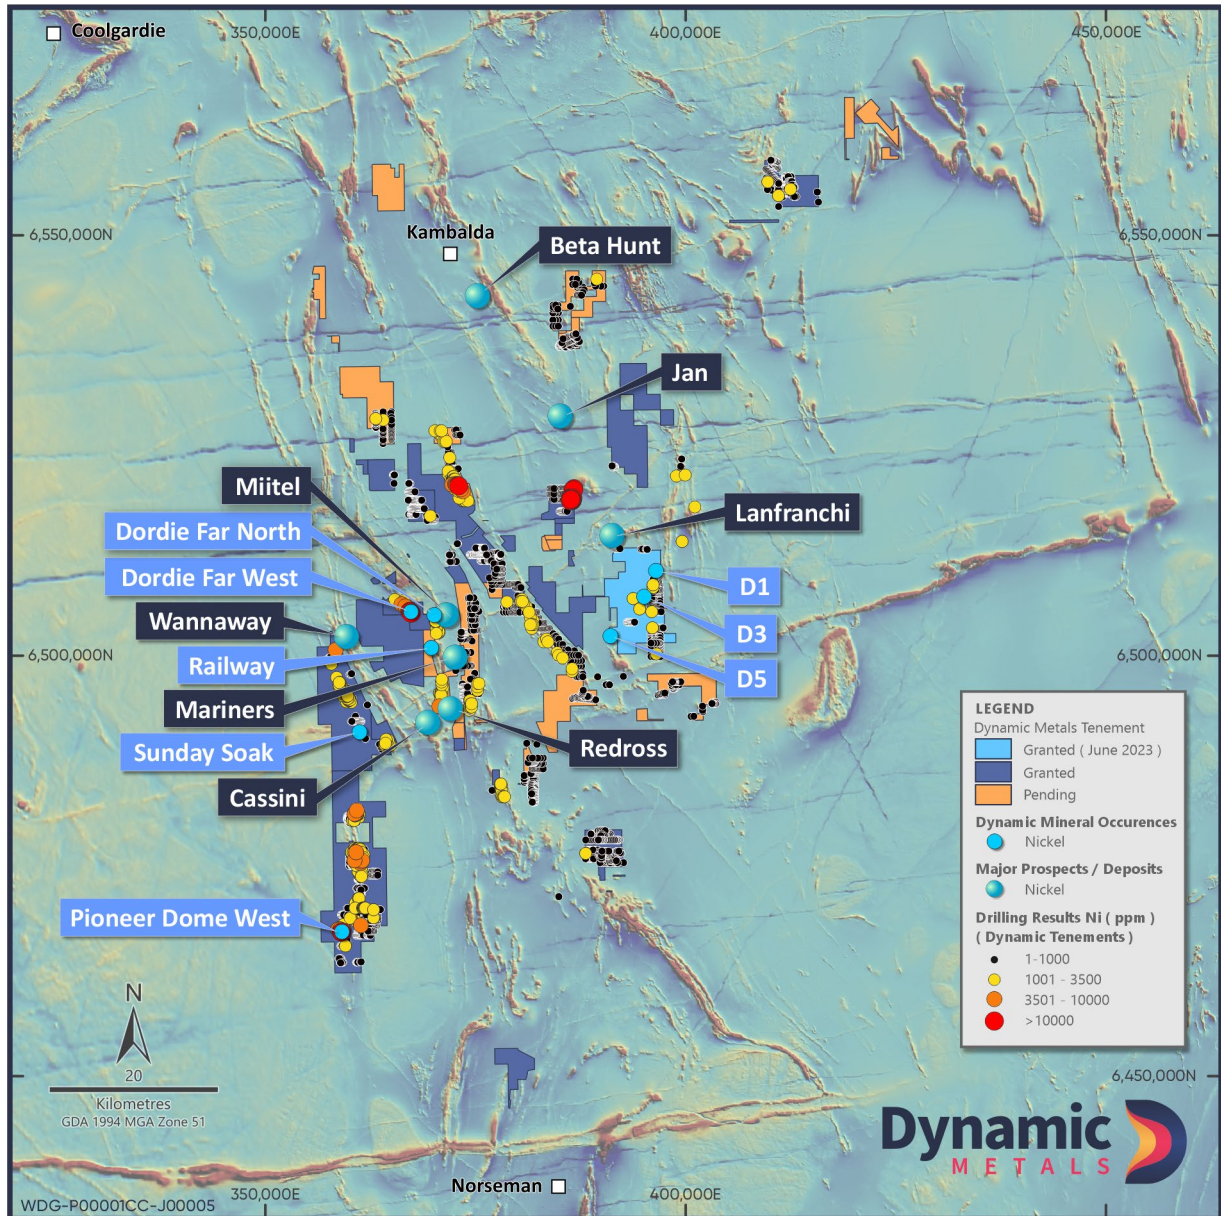 Coolgardie
350,000E
400,000E
450,000E
6,550,000N
6,550,000N
Kambalda
Beta Hunt
Jan
Miitel
Lanfranchi
Dordie Far North
Dordie Far West
D1
Wannaway
D3
6,500,000N
6,500,000N
Railway
D5
Mariners
Redross
Sunday Soak
Cassini
Pioneer Dome West
LEGEND
Dynamic Metals Tenement
Granted ( June 2023 )
Granted
Pending
Dynamic Mineral Occurences
Nickel
Major Prospects / Deposits
Nickel
Drilling Results Ni ( ppm )
( Dynamic Tenements )
1-1000
1001 - 3500
3501 - 10000
>10000
N
20
Kilometres
GDA 1994 MGA Zone 51
6,450,000N
Dynamic
METALS
Norseman
350,000E
400,000E
WDG-P00001CC-J00005